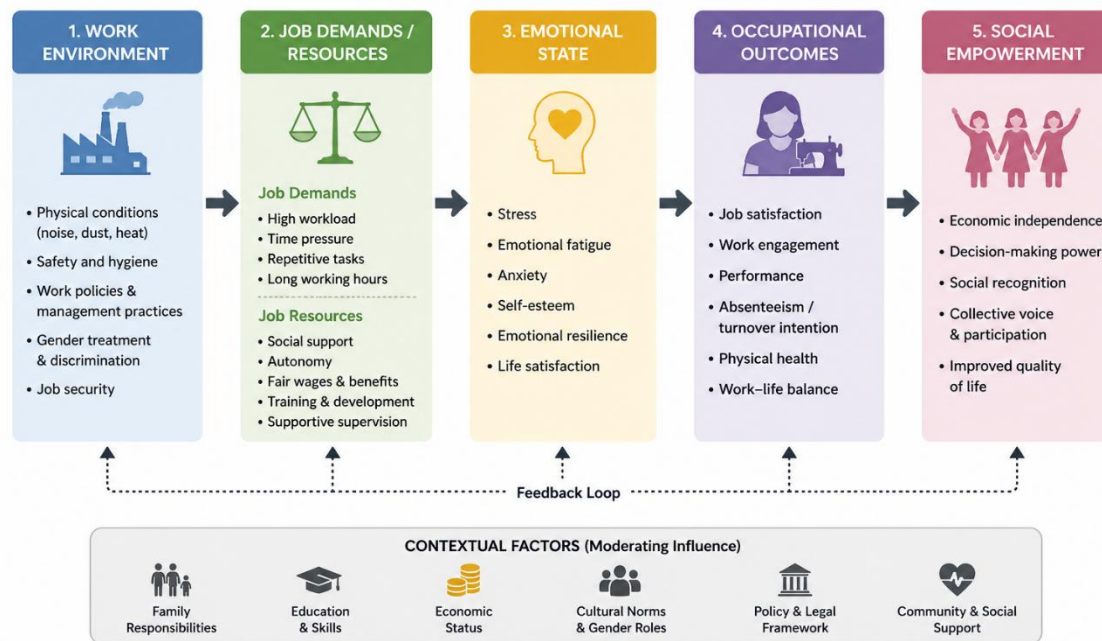 1. WORK
ENVIRONMENT
• Physical conditions
(noise, dust, heat)
• Safety and hygiene
• Work policies &
management practices
• Gender treatment
& discrimination
• Job security
2. JOB DEMANDS /
RESOURCES
Job Demands
• High workload
• Time pressure
• Repetitive tasks
• Long working hours
Job Resources
• Social support
• Autonomy
• Fair wages & benefits
• Training & development
• Supportive supervision
3. EMOTIONAL
STATE
• Stress
• Emotional fatigue
• Anxiety
• Self-esteem
• Emotional resilience
• Life satisfaction
4. OCCUPATIONAL
OUTCOMES
• Job satisfaction
• Work engagement
• Performance
• Absenteeism /
turnover intention
• Physical health
• Work–life balance
5. SOCIAL
EMPOWERMENT
• Economic independence
• Decision-making power
• Social recognition
• Collective voice
& participation
• Improved quality
of life
Feedback Loop
CONTEXTUAL FACTORS (Moderating Influence)
Family
Responsibilities
Education
& Skills
Economic
Status
Cultural Norms
& Gender Roles
Policy & Legal
Framework
Community & Social
Support